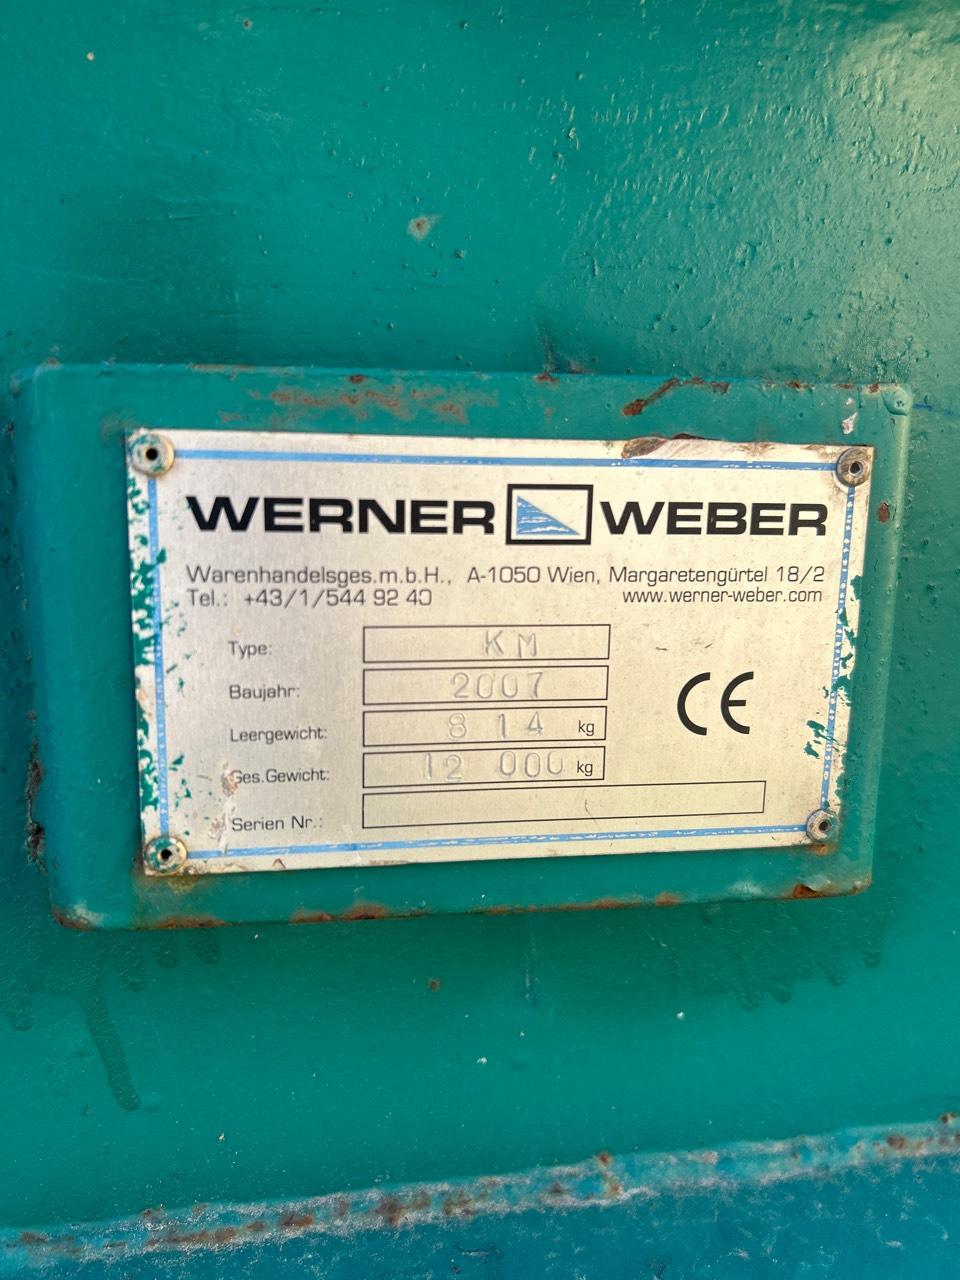 WERNER WEBER
Warenhandelsges.m.b.H., A-1050 Wien, Margaretengürtel 18/2
Tel.: +43/1/544 92 40 www.werner-weber.com
Type: KM
Baujahr: 2007
Leergewicht: 814 kg
Ges.Gewicht: 12 000 kg
Serien Nr.:
CE